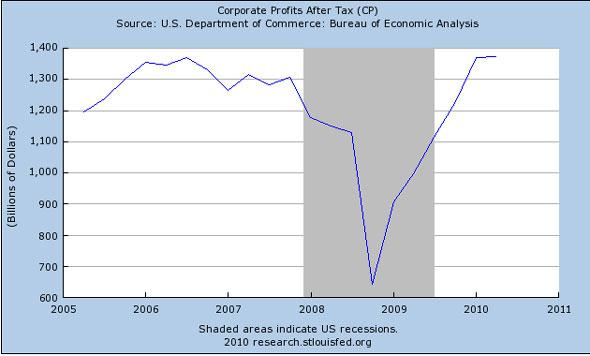 Corporate Profits After Tax (CP)
Source: U.S. Department of Commerce: Bureau of Economic Analysis
1,400
1,300
1,200
1,100
1,000
900
800
700
600
(Billions of Dollars)
2005 2006 2007 2008 2009 2010 2011
Shaded areas indicate US recessions.
2010 research.stlouisfed.org